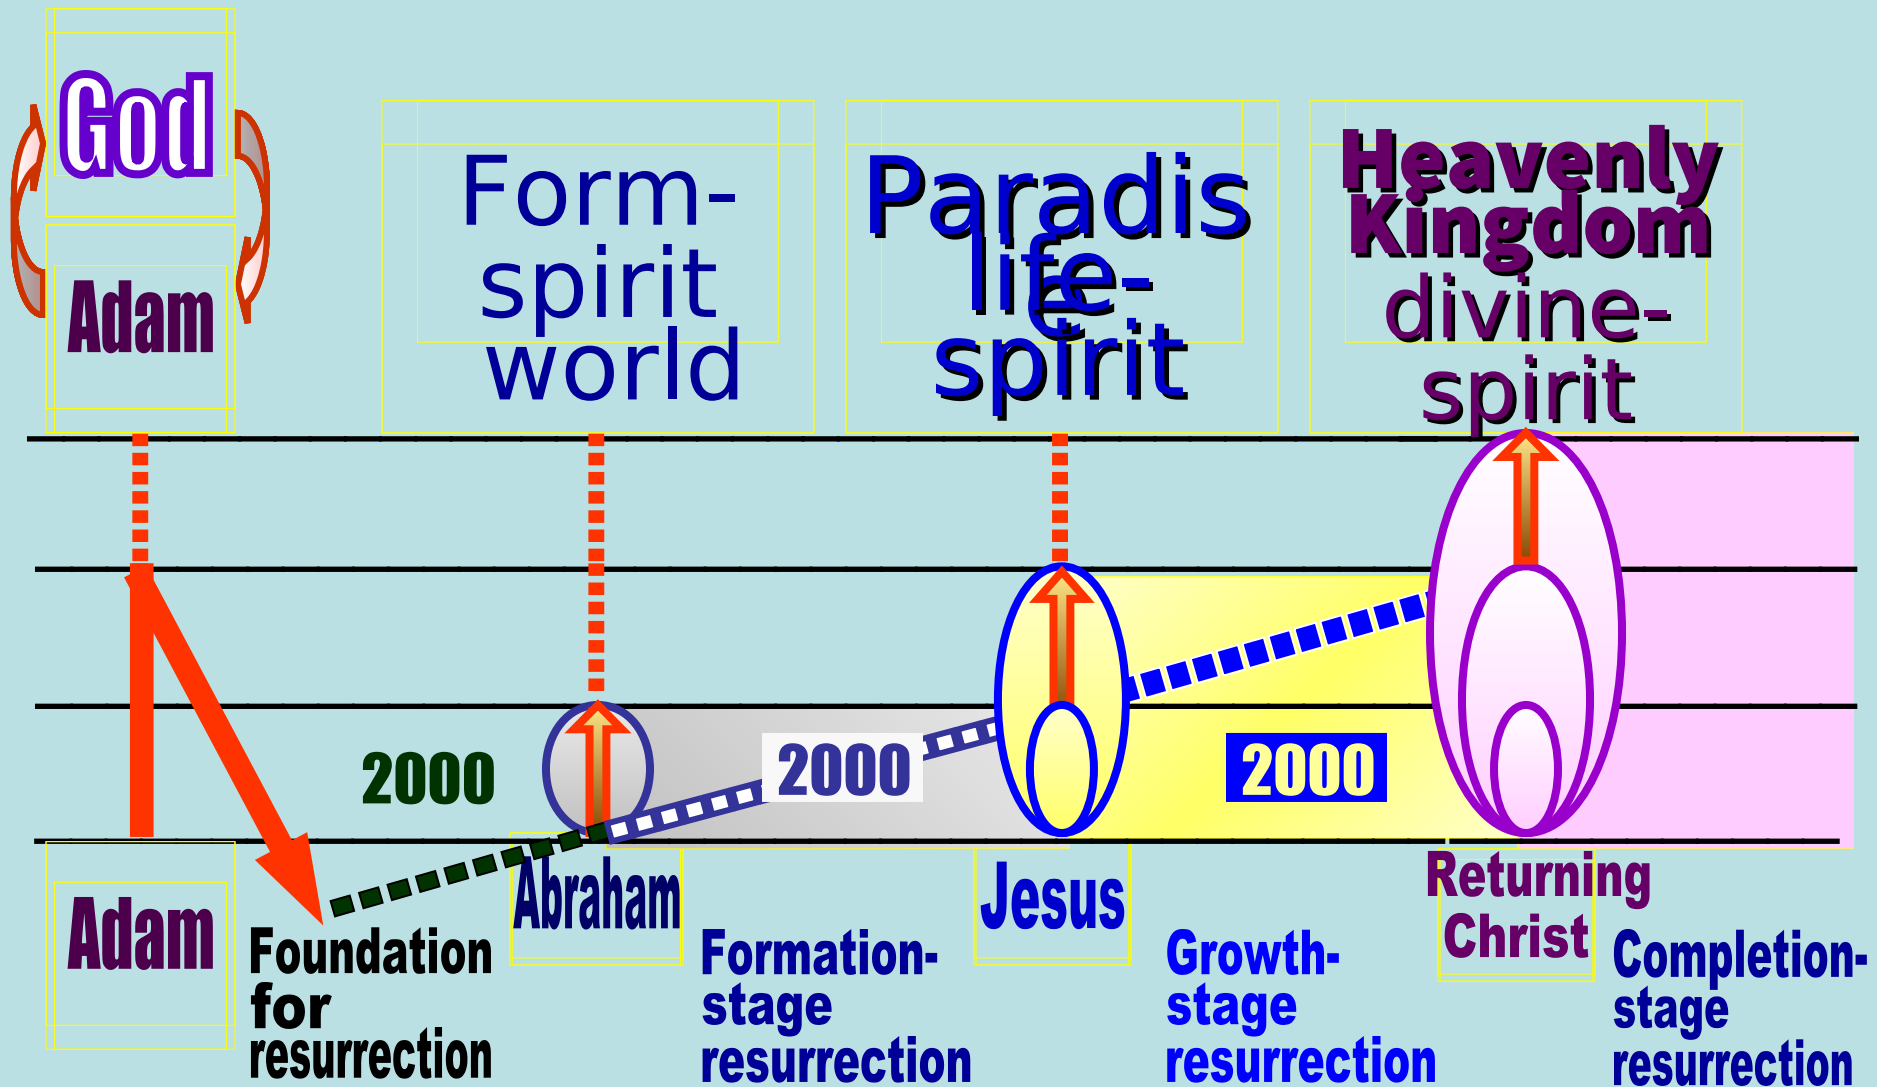 God
Adam
Form-
spirit
world
Paradis
e
life-
spirit
Heavenly
Kingdom
divine-
spirit
2000
2000
2000
Adam
Foundation
for
resurrection
Abraham
Formation-
stage
resurrection
Jesus
Growth-
stage
resurrection
Returning
Christ
Completion-
stage
resurrection